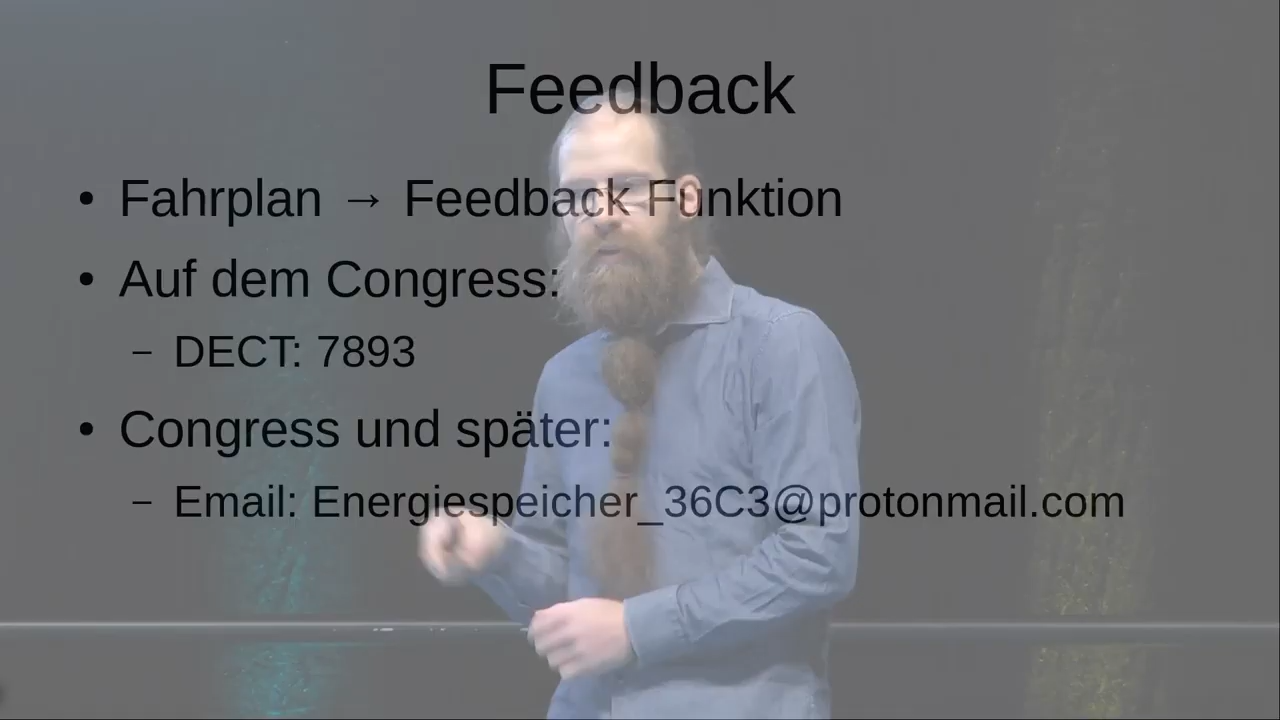 Feedback
• Fahrplan → Feedback Funktion
• Auf dem Congress:
– DECT: 7893
• Congress und später:
– Email: Energiespeicher_36C3@protonmail.com